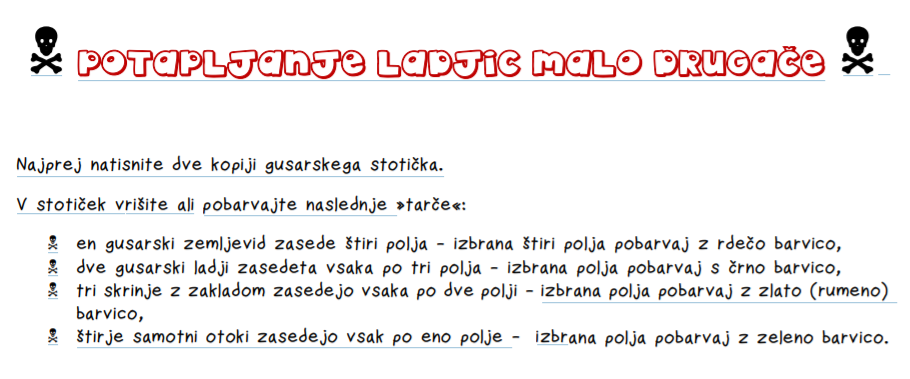 POTAPLJANJE LADJIC MALO DRUGAČE
Najprej natisnite dve kopiji gusarskega stotička.
V stotiček vrišite ali pobarvajte naslednje »tarče«:
en gusarski zemljevid zasede štiri polja – izbrana štiri polja pobarvaj z rdečo barvico,
dve gusarski ladji zasedeta vsaka po tri polja – izbrana polja pobarvaj s črno barvico,
tri skrinje z zakladom zasedejo vsaka po dve polji – izbrana polja pobarvaj z zlato (rumeno)
barvico,
štirje samotni otoki zasedejo vsak po eno polje – izbrana polja pobarvaj z zeleno barvico.